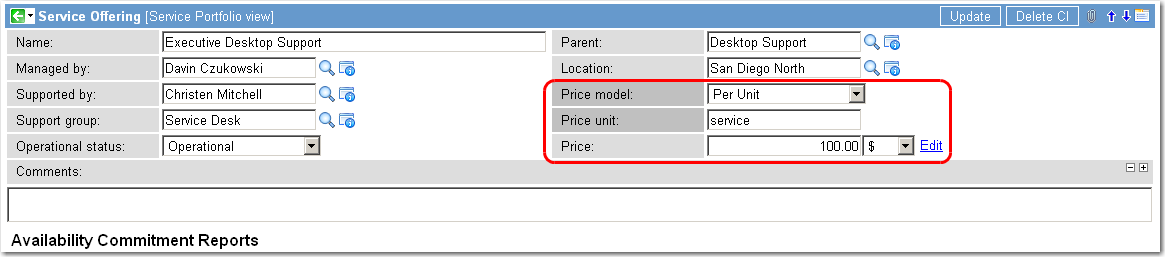 Service Offering [Service Portfolio view] Update Delete CI
Name: Executive Desktop Support Parent: Desktop Support
Managed by: Davin Czukowski Location: San Diego North
Supported by: Christen Mitchell Price model: Per Unit
Support group: Service Desk Price unit: service
Operational status: Operational Price: 100.00 $ Edit
Comments:
Availability Commitment Reports